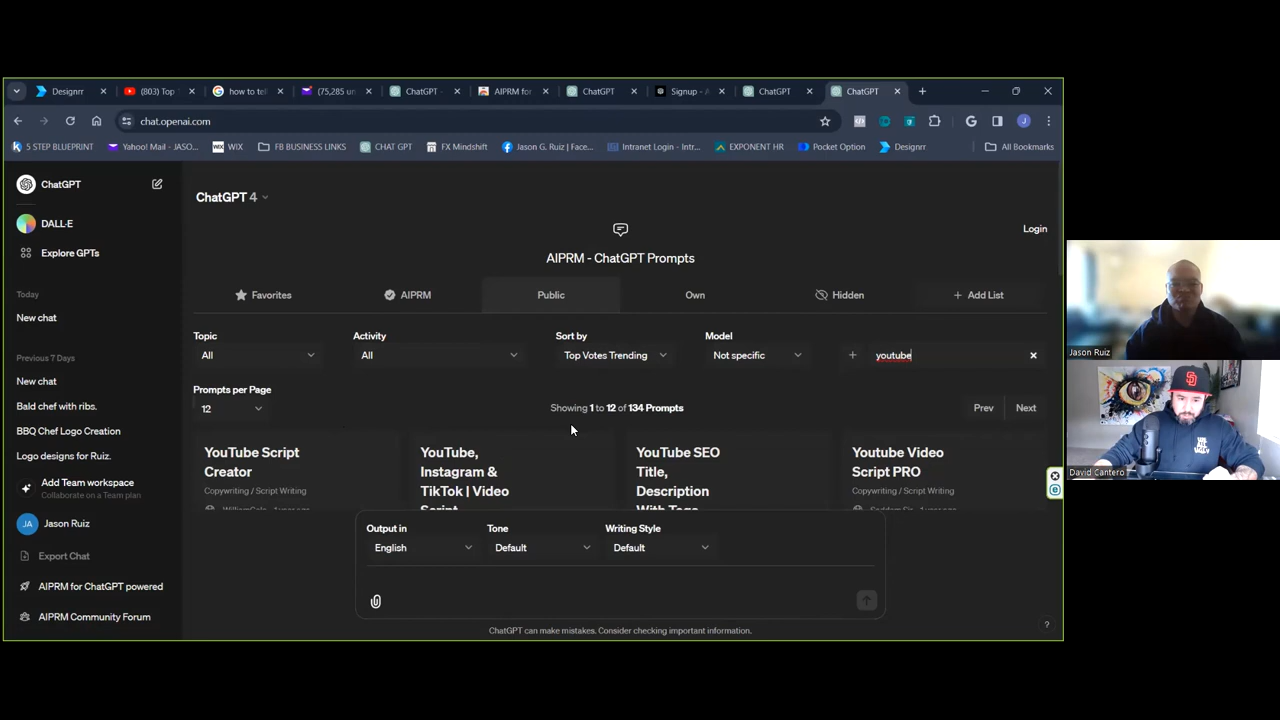 Designrr
(803) Top
how to tel
(75,285 un
ChatGPT
AIPRM for
ChatGPT
Signup - A
ChatGPT
ChatGPT
chat.openai.com
5 STEP BLUEPRINT
Yahoo! Mail - JASO...
WIX
FB BUSINESS LINKS
CHAT GPT
FX Mindshift
Jason G. Ruiz | Face...
Intranet Login - Intr...
EXPONENT HR
Pocket Option
Designrr
All Bookmarks
ChatGPT
DALL·E
Explore GPTs
Today
New chat
Previous 7 Days
New chat
Bald chef with ribs.
BBQ Chef Logo Creation
Logo designs for Ruiz.
Add Team workspace
Collaborate on a Team plan
JA
Jason Ruiz
Export Chat
AIPRM for ChatGPT powered
AIPRM Community Forum
ChatGPT 4
Login
AIPRM - ChatGPT Prompts
Favorites
AIPRM
Public
Own
Hidden
Add List
Topic
All
Activity
All
Sort by
Top Votes Trending
Model
Not specific
youtube
Prompts per Page
12
Showing 1 to 12 of 134 Prompts
Prev
Next
YouTube Script
Creator
Copywriting / Script Writing
YouTube,
Instagram &
TikTok | Video
Script
YouTube SEO
Title,
Description
With Tags
Youtube Video
Script PRO
Copywriting / Script Writing
Output in
English
Tone
Default
Writing Style
Default
ChatGPT can make mistakes. Consider checking important information.
?
Jason Ruiz
David Cantero